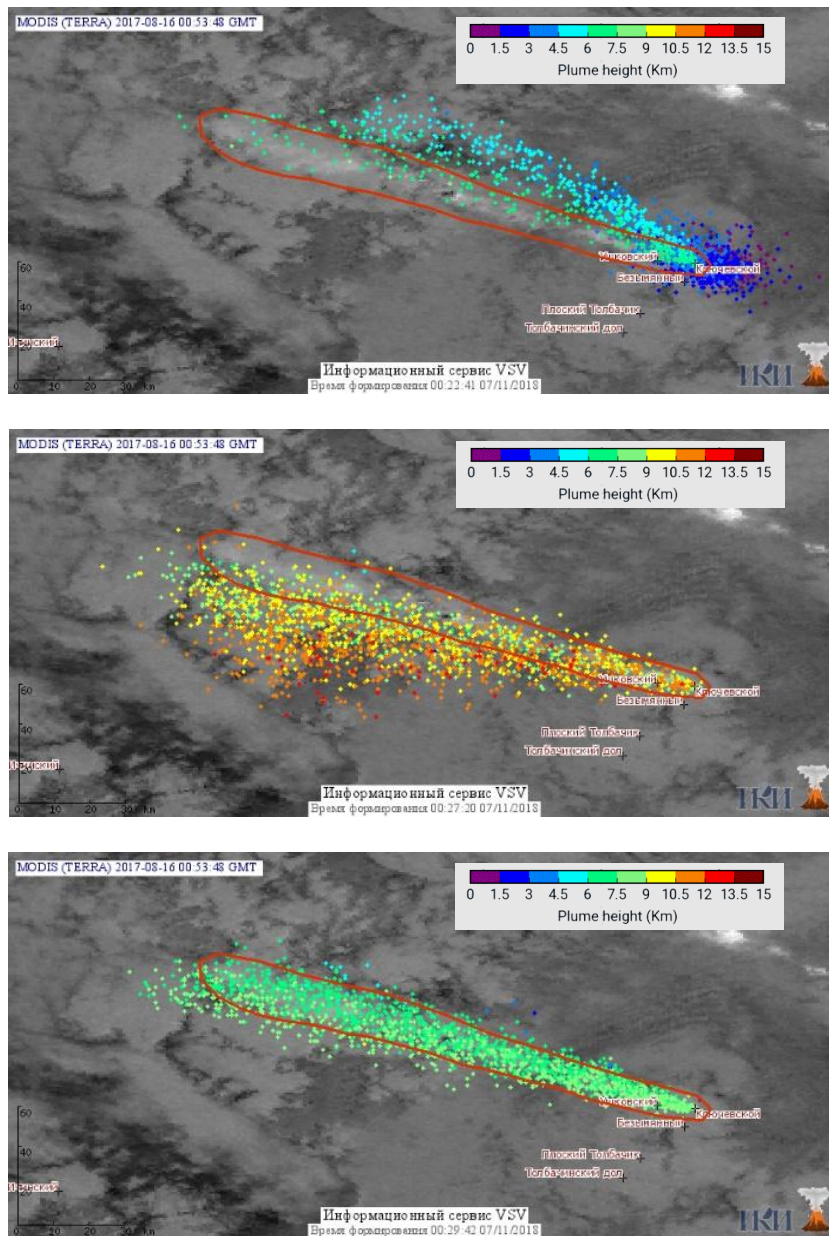 MODIS (TERRA) 2017-08-16 00:53:48 GMT
0 1.5 3 4.5 6 7.5 9 10.5 12 13.5 15
Plume height (Km)
Ушковский
Ключевской
Безымянный
Плоский Толбачик
Толбачинский дол
60
40
20
10 20 30 km
Информационный сервис VSV
Время формирования 00:22:41 07/11/2018
ИКИ
MODIS (TERRA) 2017-08-16 00:53:48 GMT
0 1.5 3 4.5 6 7.5 9 10.5 12 13.5 15
Plume height (Km)
Ушковский
Ключевской
Безымянный
Плоский Толбачик
Толбачинский дол
60
40
20
10 20 30 km
Информационный сервис VSV
Время формирования 00:27:20 07/11/2018
ИКИ
MODIS (TERRA) 2017-08-16 00:53:48 GMT
0 1.5 3 4.5 6 7.5 9 10.5 12 13.5 15
Plume height (Km)
Ушковский
Ключевской
Безымянный
Плоский Толбачик
Толбачинский дол
60
40
20
10 20 30 km
Информационный сервис VSV
Время формирования 00:29:42 07/11/2018
ИКИ